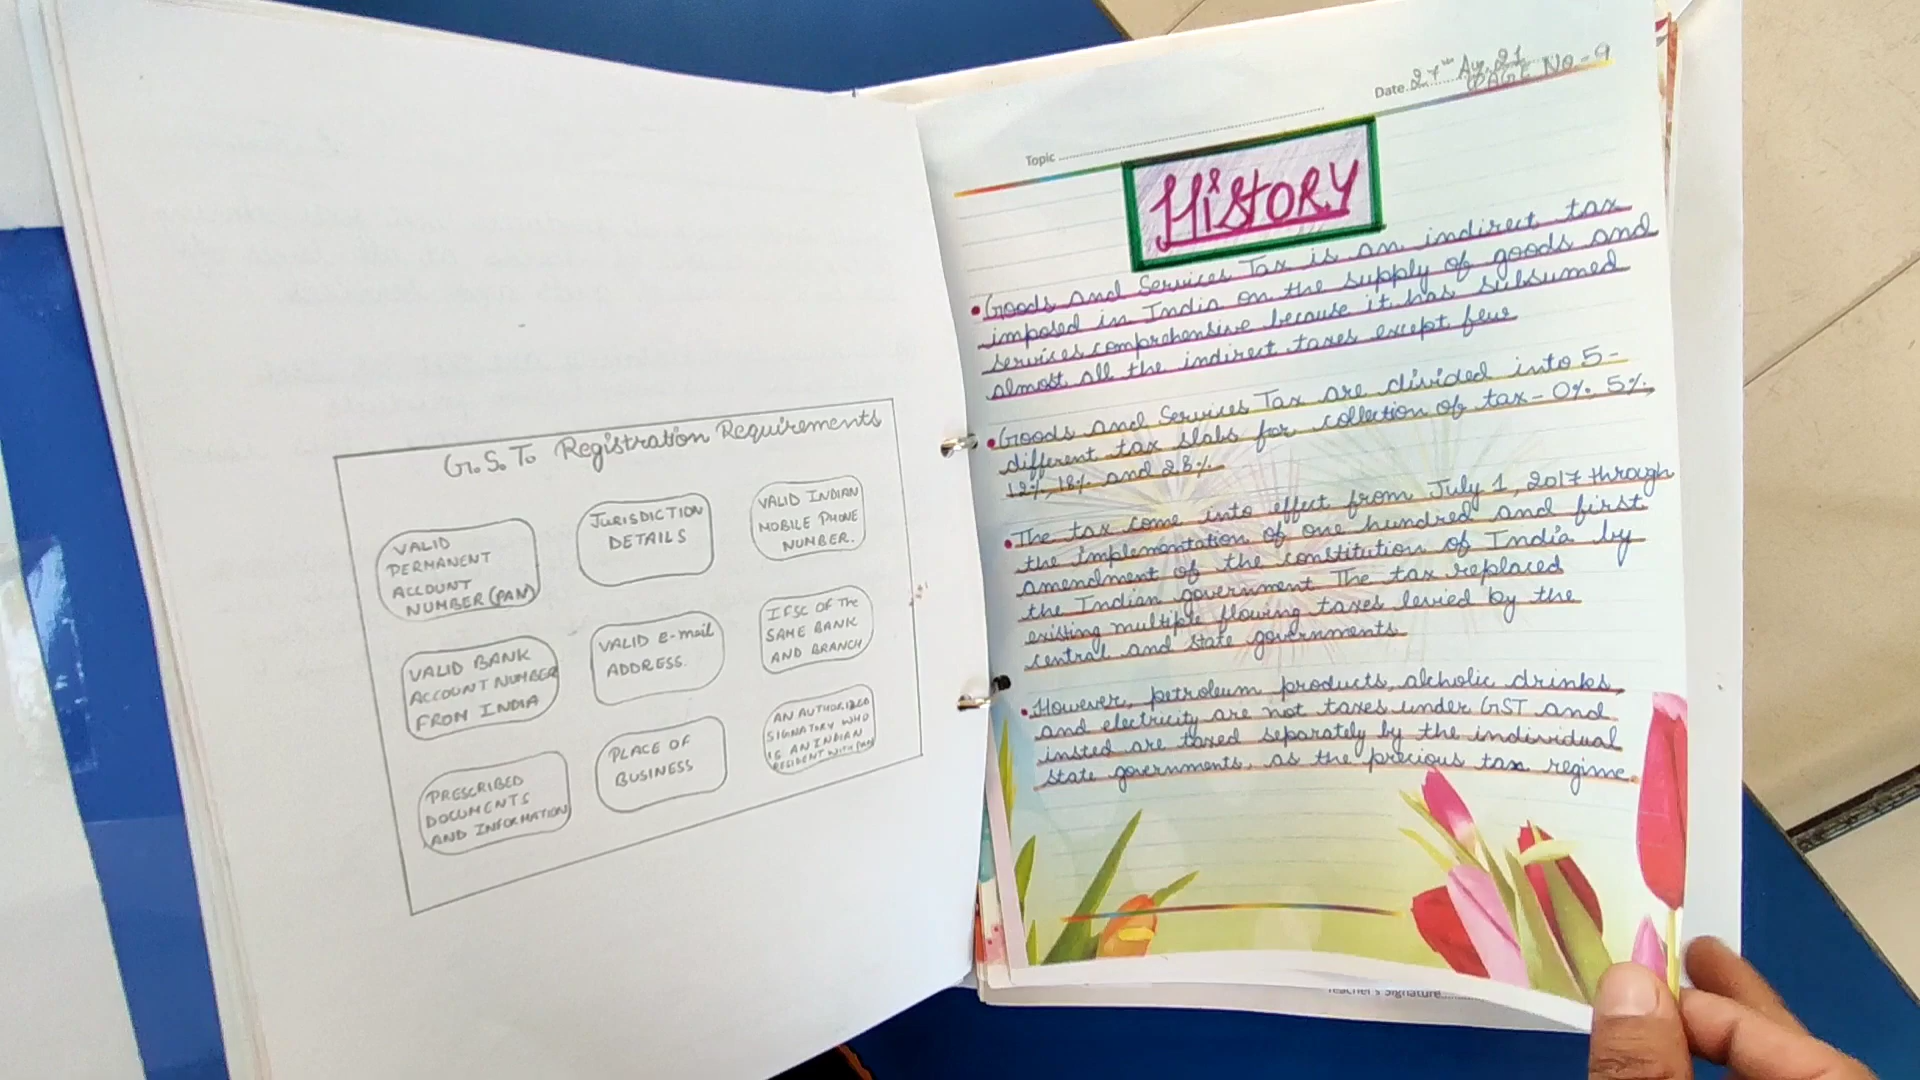 G.S.T. Registration Requirements
VALID
PERMANENT
ACCOUNT
NUMBER (PAN)
JURISDICTION
DETAILS
VALID INDIAN
MOBILE PHONE
NUMBER.
VALID BANK
ACCOUNT NUMBER
FROM INDIA
VALID e-mail
ADDRESS.
IFSC OF THE
SAME BANK
AND BRANCH
PRESCRIBED
DOCUMENTS
AND INFORMATION
PLACE OF
BUSINESS
AN AUTHORIZED
SIGNATORY WHO
IS AN INDIAN
RESIDENT WITH PAN
Date 27th Aug, 21
PAGE No - 9
Topic
HiStORY
• Goods and Services Tax is an indirect tax
imposed in India on the supply of goods and
services comprehensive because it has subsumed
almost all the indirect taxes except few
• Goods and Services Tax are divided into 5-
different tax slabs for collection of tax - 0%. 5%,
12%, 18% and 28%
• The tax come into effect from July 1, 2017 through
the implementation of one hundred and first
amendment of the constitution of India by
the Indian government The tax replaced
existing multiple flowing taxes levied by the
central and state governments
• However, petroleum products, alcholic drinks,
and electricity are not taxes under GST and
insted are taxed separately by the individual
state governments, as the precious tax regime.
Teacher's Signature